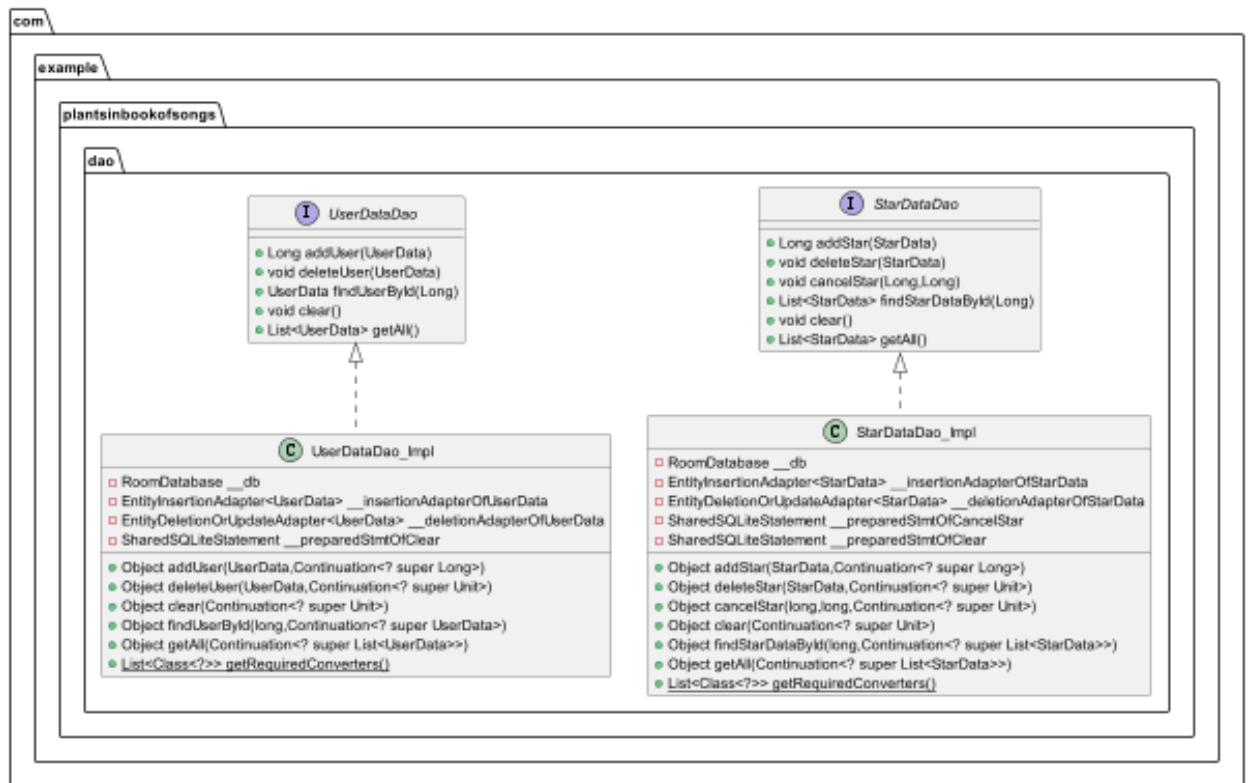 com
example
plantsinbookofsongs
dao
I UserDataDao
Long addUser(UserData)
void deleteUser(UserData)
UserData findUserById(Long)
void clear()
List<UserData> getAll()
I StarDataDao
Long addStar(StarData)
void deleteStar(StarData)
void cancelStar(Long,Long)
List<StarData> findStarDataById(Long)
void clear()
List<StarData> getAll()
C UserDataDao_Impl
RoomDatabase __db
EntityInsertionAdapter<UserData> __insertionAdapterOfUserData
EntityDeletionOrUpdateAdapter<UserData> __deletionAdapterOfUserData
SharedSQLiteStatement __preparedStmtOfClear
Object addUser(UserData,Continuation<? super Long>)
Object deleteUser(UserData,Continuation<? super Unit>)
Object clear(Continuation<? super Unit>)
Object findUserById(long,Continuation<? super UserData>)
Object getAll(Continuation<? super List<UserData>>)
List<Class<?>> getRequiredConverters()
C StarDataDao_Impl
RoomDatabase __db
EntityInsertionAdapter<StarData> __insertionAdapterOfStarData
EntityDeletionOrUpdateAdapter<StarData> __deletionAdapterOfStarData
SharedSQLiteStatement __preparedStmtOfCancelStar
SharedSQLiteStatement __preparedStmtOfClear
Object addStar(StarData,Continuation<? super Long>)
Object deleteStar(StarData,Continuation<? super Unit>)
Object cancelStar(long,long,Continuation<? super Unit>)
Object clear(Continuation<? super Unit>)
Object findStarDataById(long,Continuation<? super List<StarData>>)
Object getAll(Continuation<? super List<StarData>>)
List<Class<?>> getRequiredConverters()